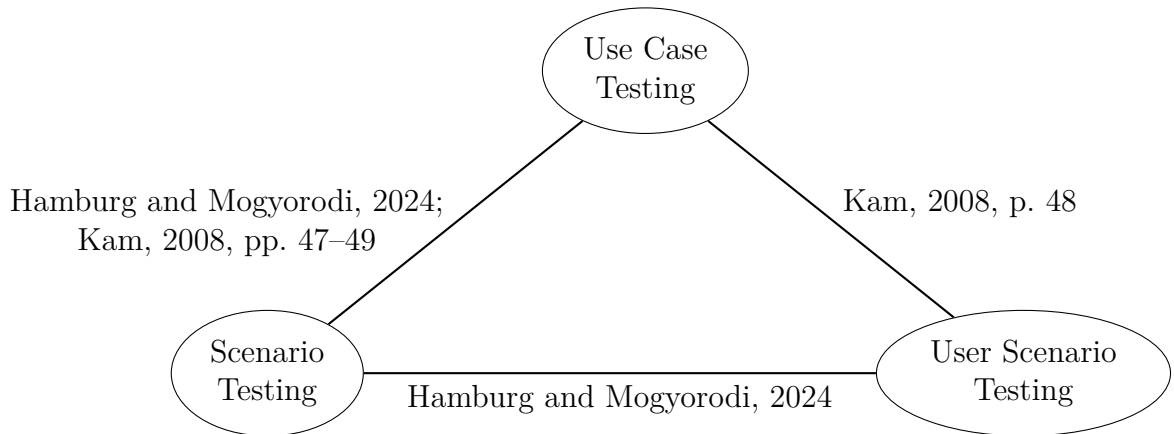 Use Case
Testing
Hamburg and Mogyorodi, 2024;
Kam, 2008, pp. 47–49
Kam, 2008, p. 48
Scenario
Testing
User Scenario
Testing
Hamburg and Mogyorodi, 2024